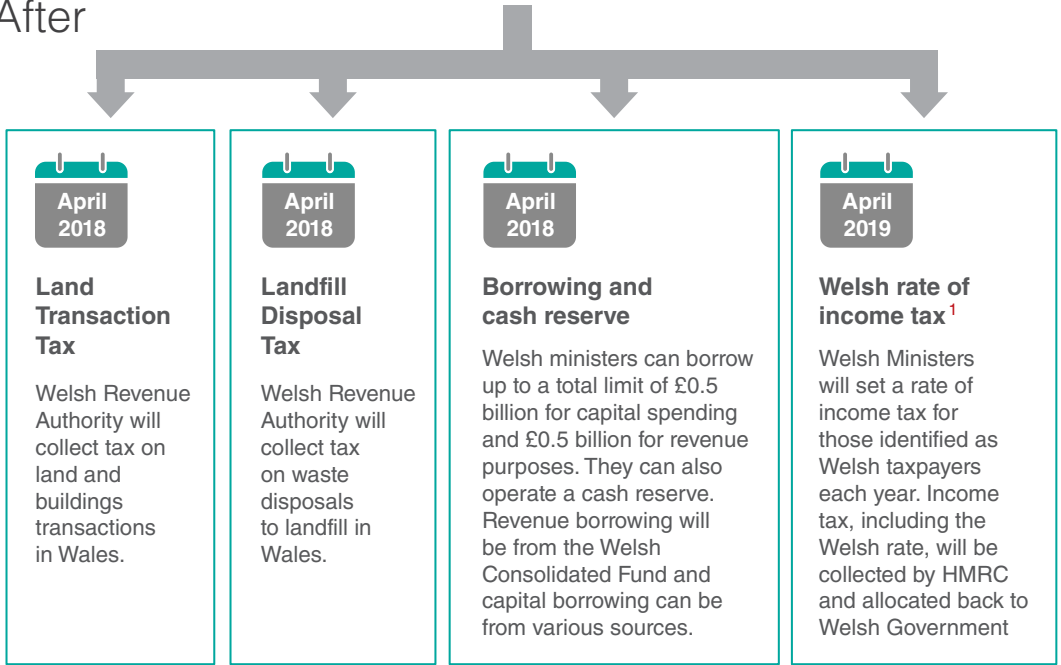 After
April
2018
Land
Transaction
Tax
Welsh Revenue
Authority will
collect tax on
land and
buildings
transactions
in Wales.
April
2018
Landfill
Disposal
Tax
Welsh Revenue
Authority will
collect tax
on waste
disposals
to landfill in
Wales.
April
2018
Borrowing and
cash reserve
Welsh ministers can borrow
up to a total limit of £0.5
billion for capital spending
and £0.5 billion for revenue
purposes. They can also
operate a cash reserve.
Revenue borrowing will
be from the Welsh
Consolidated Fund and
capital borrowing can be
from various sources.
April
2019
Welsh rate of
income tax 1
Welsh Ministers
will set a rate of
income tax for
those identified as
Welsh taxpayers
each year. Income
tax, including the
Welsh rate, will be
collected by HMRC
and allocated back to
Welsh Government